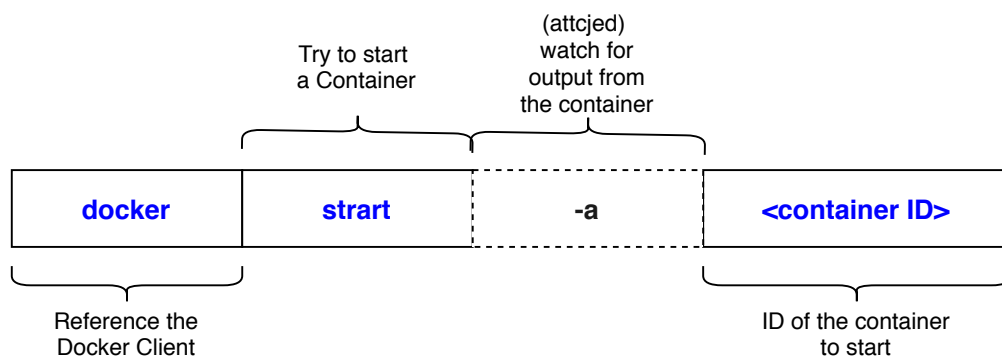 (attcjed)
watch for
output from
the container
Try to start
a Container
docker
strart
-a
<container ID>
Reference the
Docker Client
ID of the container
to start